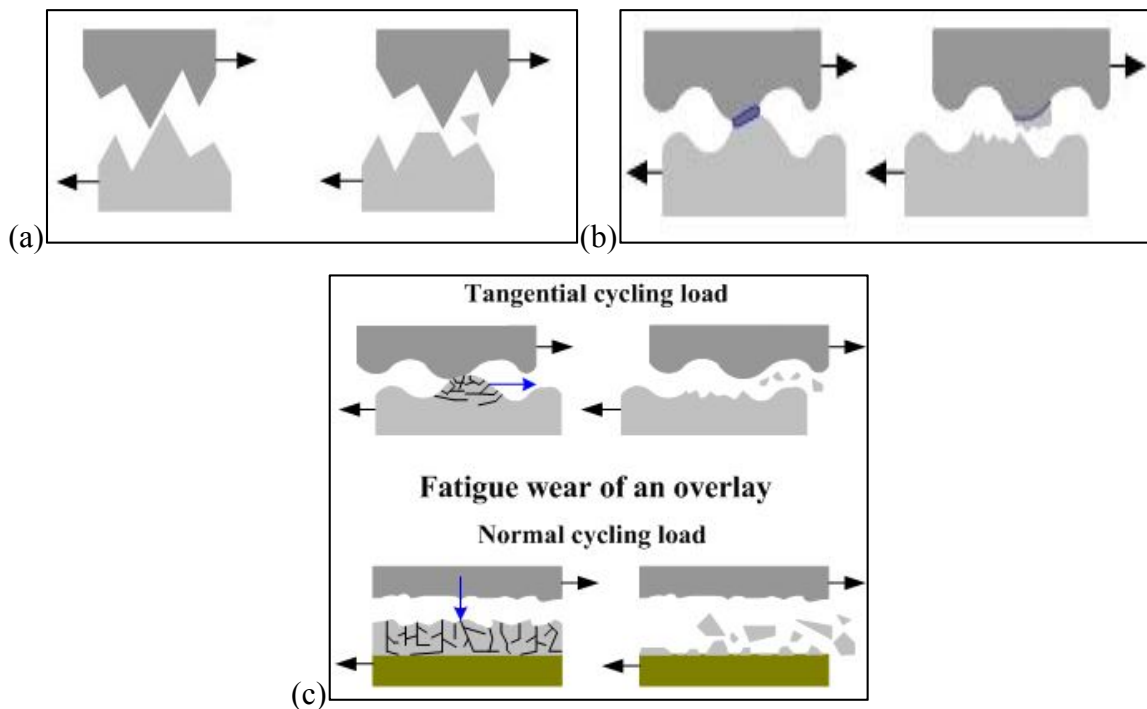 (a)
(b)
Tangential cycling load
Fatigue wear of an overlay
Normal cycling load
(c)